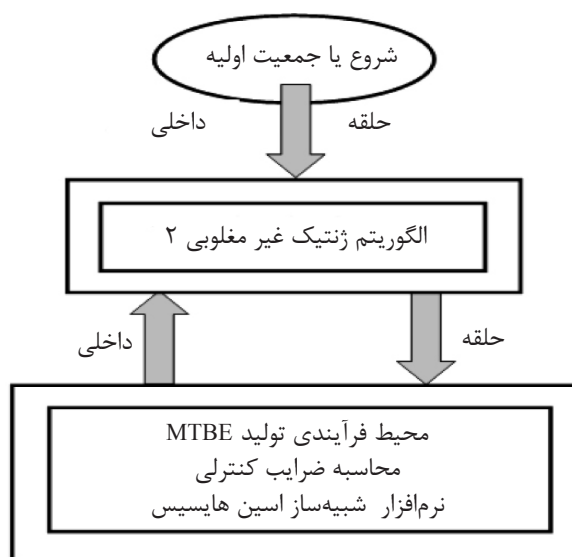 شروع یا جمعیت اولیه
حلقه داخلی
الگوریتم ژنتیک غیر مغلوبی ۲
حلقه داخلی
محیط فرآیندی تولید MTBE
محاسبه ضرایب کنترلی
نرم‌افزار شبیه‌ساز اسپن هایسیس